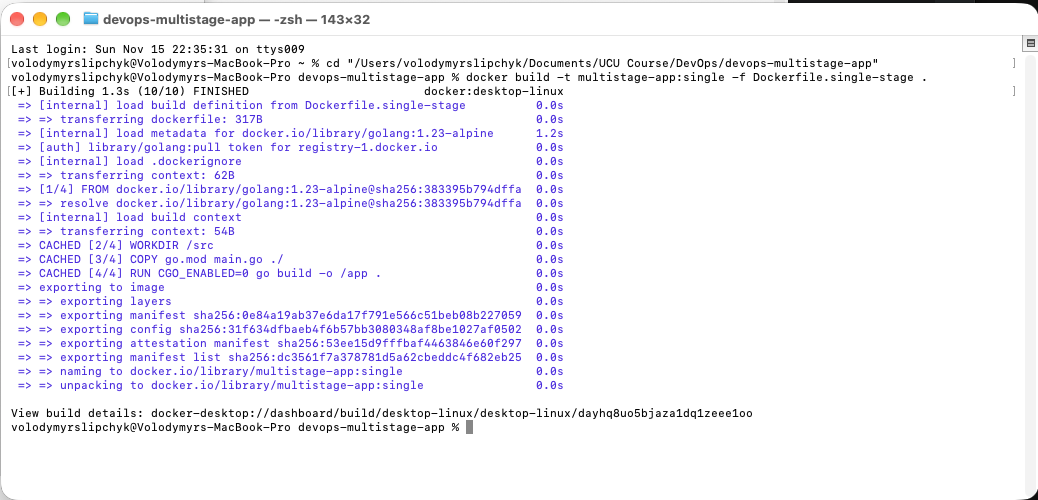 devops-multistage-app — -zsh — 143×32
Last login: Sun Nov 15 22:35:31 on ttys009
[volodymyrslipchyk@Volodymyrs-MacBook-Pro ~ % cd "/Users/volodymyrslipchyk/Documents/UCU Course/DevOps/devops-multistage-app" ]
volodymyrslipchyk@Volodymyrs-MacBook-Pro devops-multistage-app % docker build -t multistage-app:single -f Dockerfile.single-stage .
[[+] Building 1.3s (10/10) FINISHED docker:desktop-linux ]
=> [internal] load build definition from Dockerfile.single-stage 0.0s
=> => transferring dockerfile: 317B 0.0s
=> [internal] load metadata for docker.io/library/golang:1.23-alpine 1.2s
=> [auth] library/golang:pull token for registry-1.docker.io 0.0s
=> [internal] load .dockerignore 0.0s
=> => transferring context: 62B 0.0s
=> [1/4] FROM docker.io/library/golang:1.23-alpine@sha256:383395b794dffa 0.0s
=> => resolve docker.io/library/golang:1.23-alpine@sha256:383395b794dffa 0.0s
=> [internal] load build context 0.0s
=> => transferring context: 54B 0.0s
=> CACHED [2/4] WORKDIR /src 0.0s
=> CACHED [3/4] COPY go.mod main.go ./ 0.0s
=> CACHED [4/4] RUN CGO_ENABLED=0 go build -o /app . 0.0s
=> exporting to image 0.0s
=> => exporting layers 0.0s
=> => exporting manifest sha256:0e84a19ab37e6da17f791e566c51beb08b227059 0.0s
=> => exporting config sha256:31f634dfbaeb4f6b57bb3080348af8be1027af0502 0.0s
=> => exporting attestation manifest sha256:53ee15d9fffbaf4463846e60f297 0.0s
=> => exporting manifest list sha256:dc3561f7a378781d5a62cbeddc4f682eb25 0.0s
=> => naming to docker.io/library/multistage-app:single 0.0s
=> => unpacking to docker.io/library/multistage-app:single 0.0s
View build details: docker-desktop://dashboard/build/desktop-linux/desktop-linux/dayhq8uo5bjaza1dq1zeee1oo
volodymyrslipchyk@Volodymyrs-MacBook-Pro devops-multistage-app %